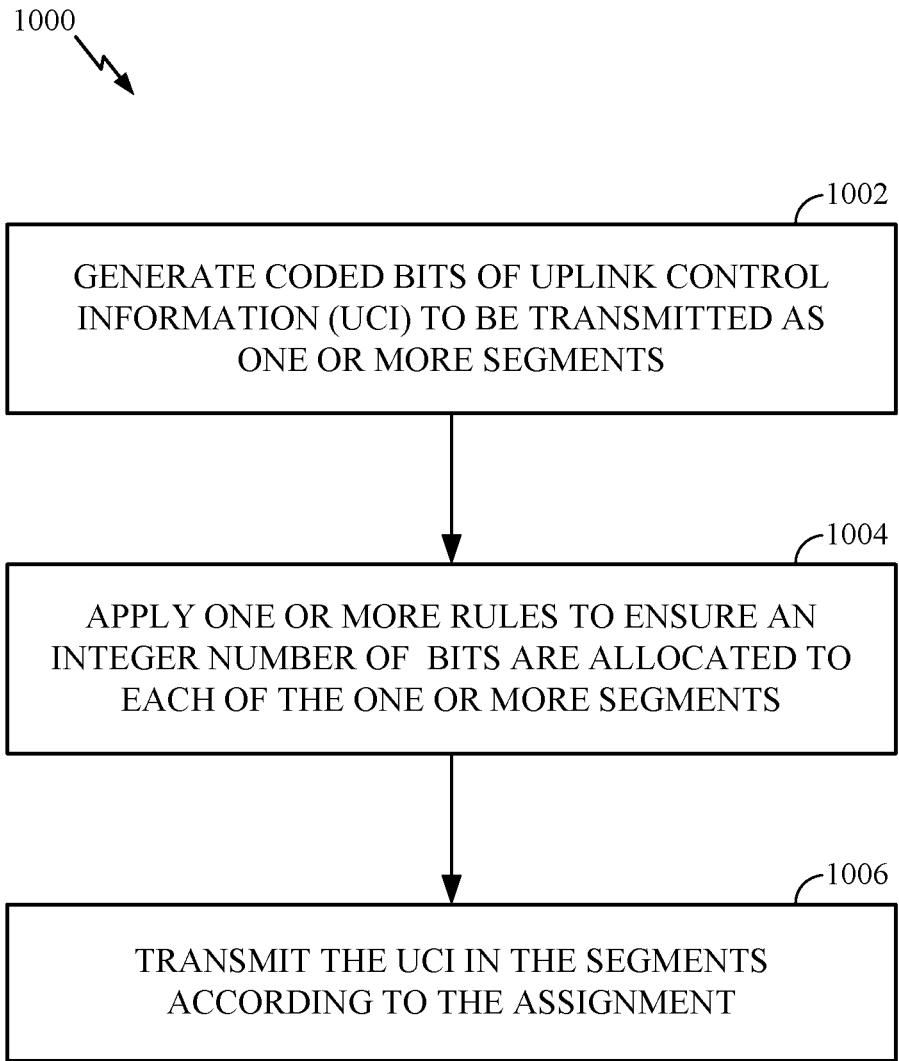 1000
1002
GENERATE CODED BITS OF UPLINK CONTROL
INFORMATION (UCI) TO BE TRANSMITTED AS
ONE OR MORE SEGMENTS
1004
APPLY ONE OR MORE RULES TO ENSURE AN
INTEGER NUMBER OF BITS ARE ALLOCATED TO
EACH OF THE ONE OR MORE SEGMENTS
1006
TRANSMIT THE UCI IN THE SEGMENTS
ACCORDING TO THE ASSIGNMENT